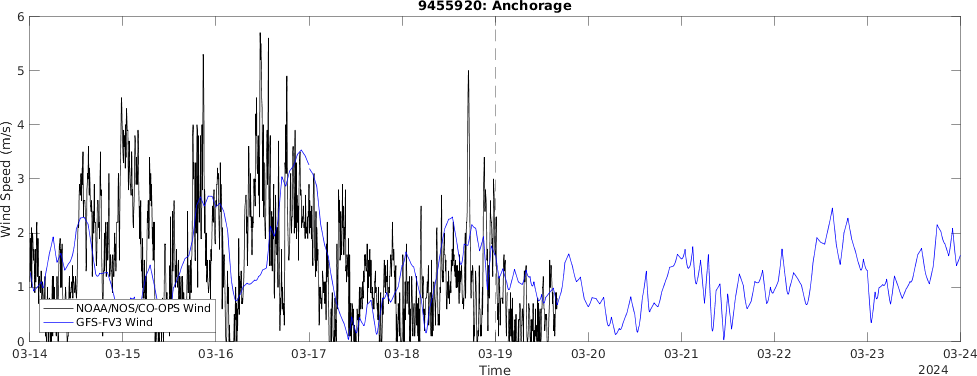 9455920: Anchorage
6
5
4
3
2
1
0
Wind Speed (m/s)
NOAA/NOS/CO-OPS Wind
GFS-FV3 Wind
03-14 03-15 03-16 03-17 03-18 03-19 03-20 03-21 03-22 03-23 03-24
Time
2024